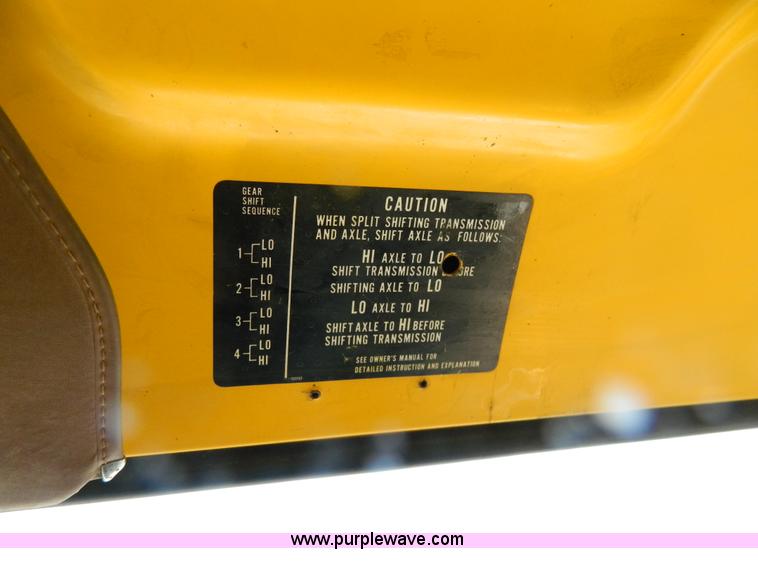 GEAR
SHIFT
SEQUENCE
1 LO
HI
2 LO
HI
3 LO
HI
4 LO
HI
CAUTION
WHEN SPLIT SHIFTING TRANSMISSION
AND AXLE, SHIFT AXLE AS FOLLOWS:
HI AXLE TO LO
SHIFT TRANSMISSION
SHIFTING AXLE TO LO
LO AXLE TO HI
SHIFT AXLE TO HI BEFORE
SHIFTING TRANSMISSION
SEE OWNER'S MANUAL FOR
DETAILED INSTRUCTION AND EXPLANATION
www.purplewave.com